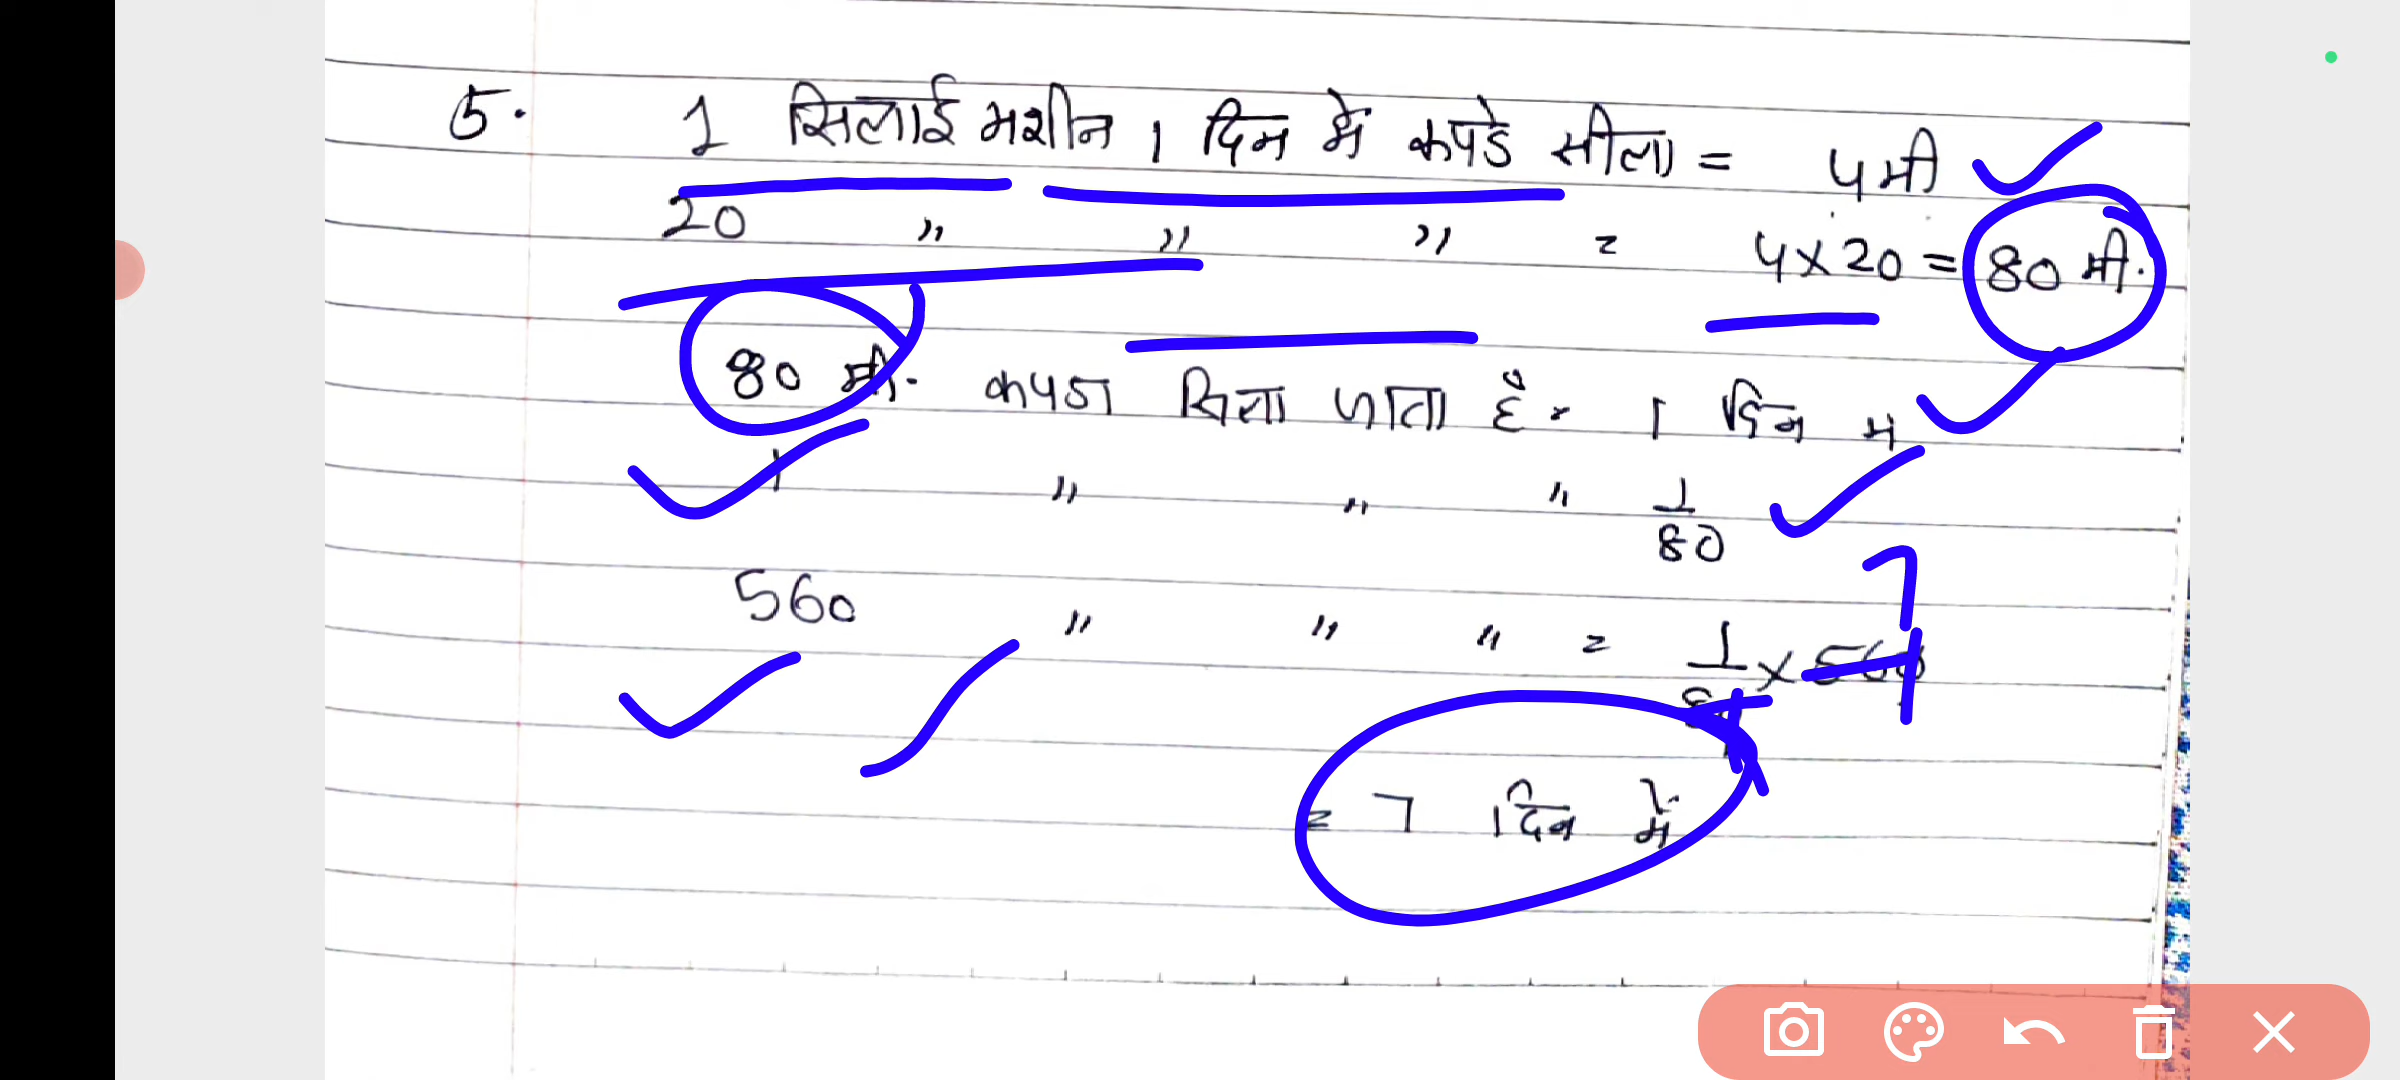 5. 1 सिलाई मशीन 1 दिन में कपडे सीला = 4 मी
20 " " " = 4 x 20 = 80 मी.
80 मी. कपडा सिला जाता है = 1 दिन में
1 " " " 1/80
560 " " " = 1/80 x 560 7
= 7 दिन में